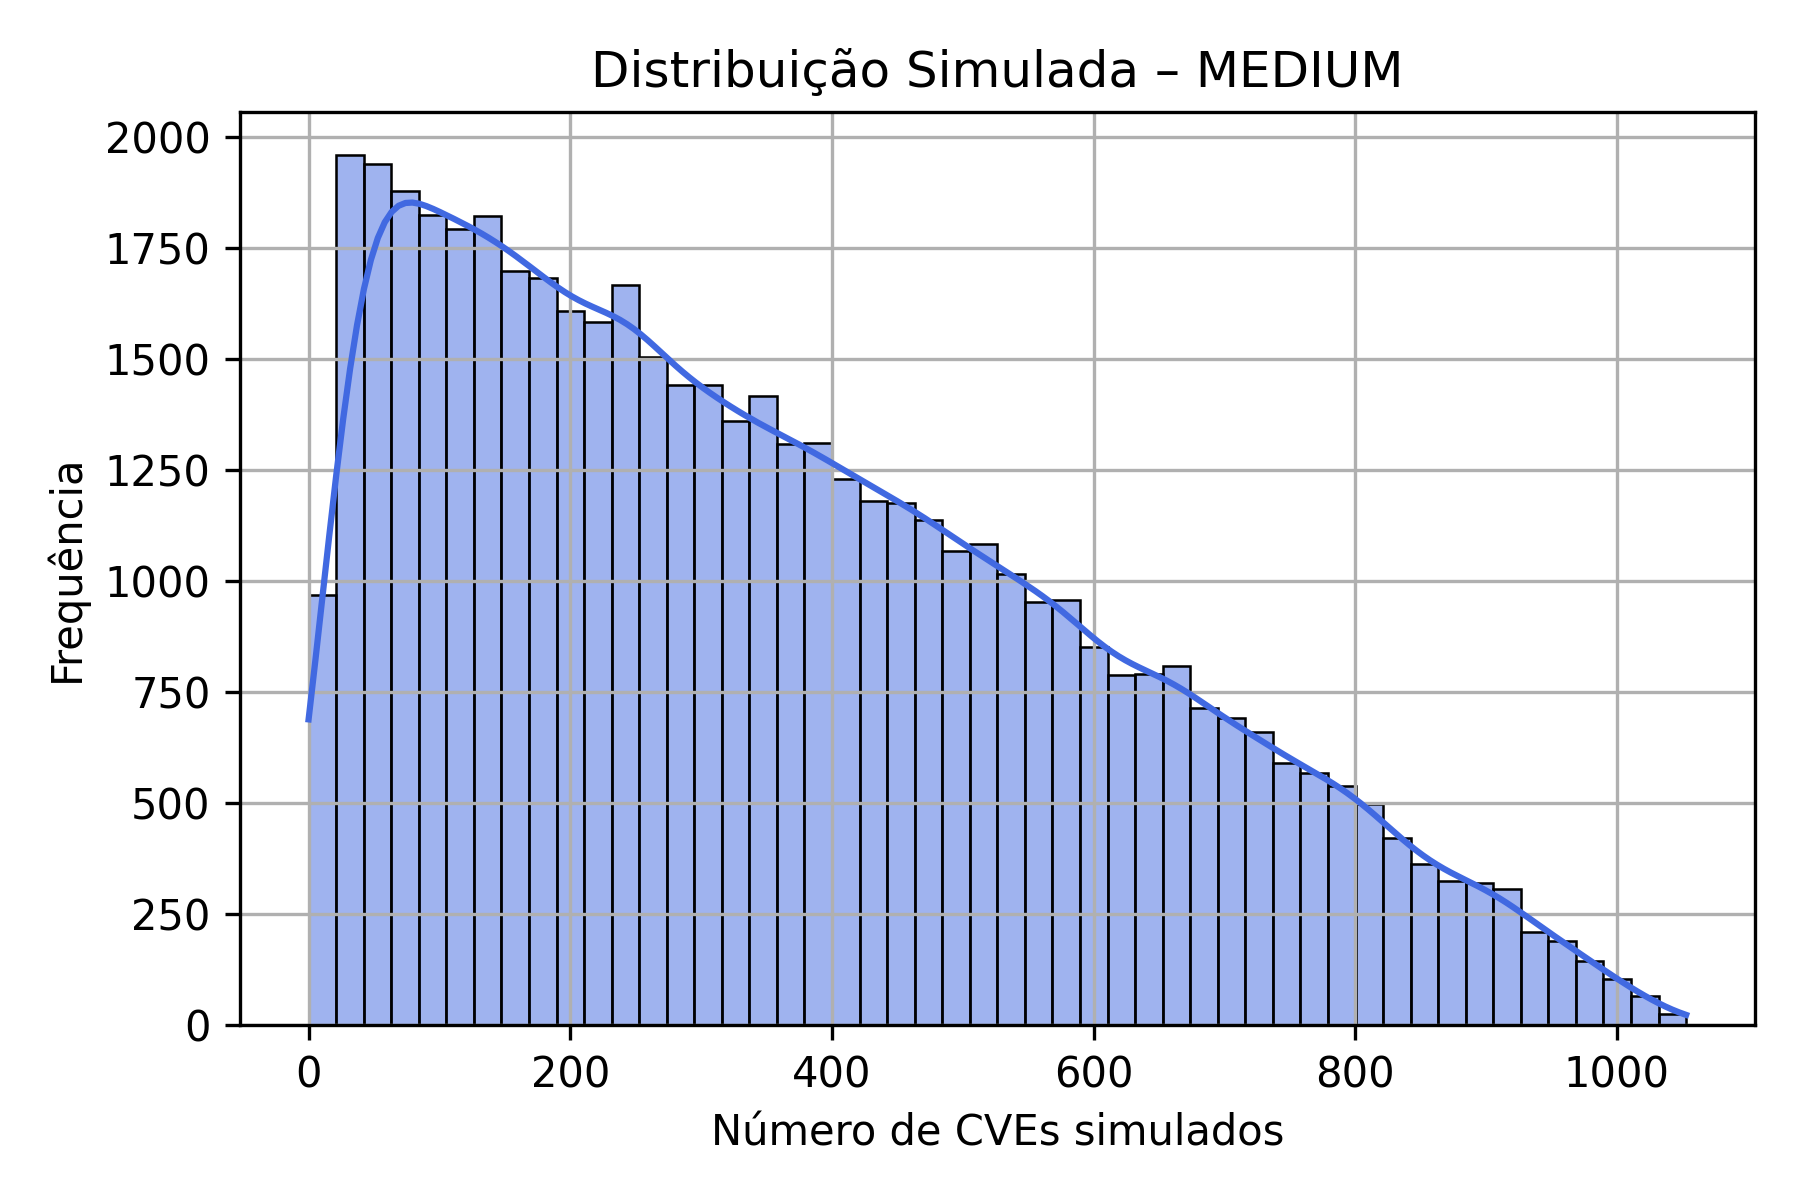 Distribuição Simulada – MEDIUM
2000
1750
1500
1250
1000
750
500
250
0
Frequência
0 200 400 600 800 1000
Número de CVEs simulados